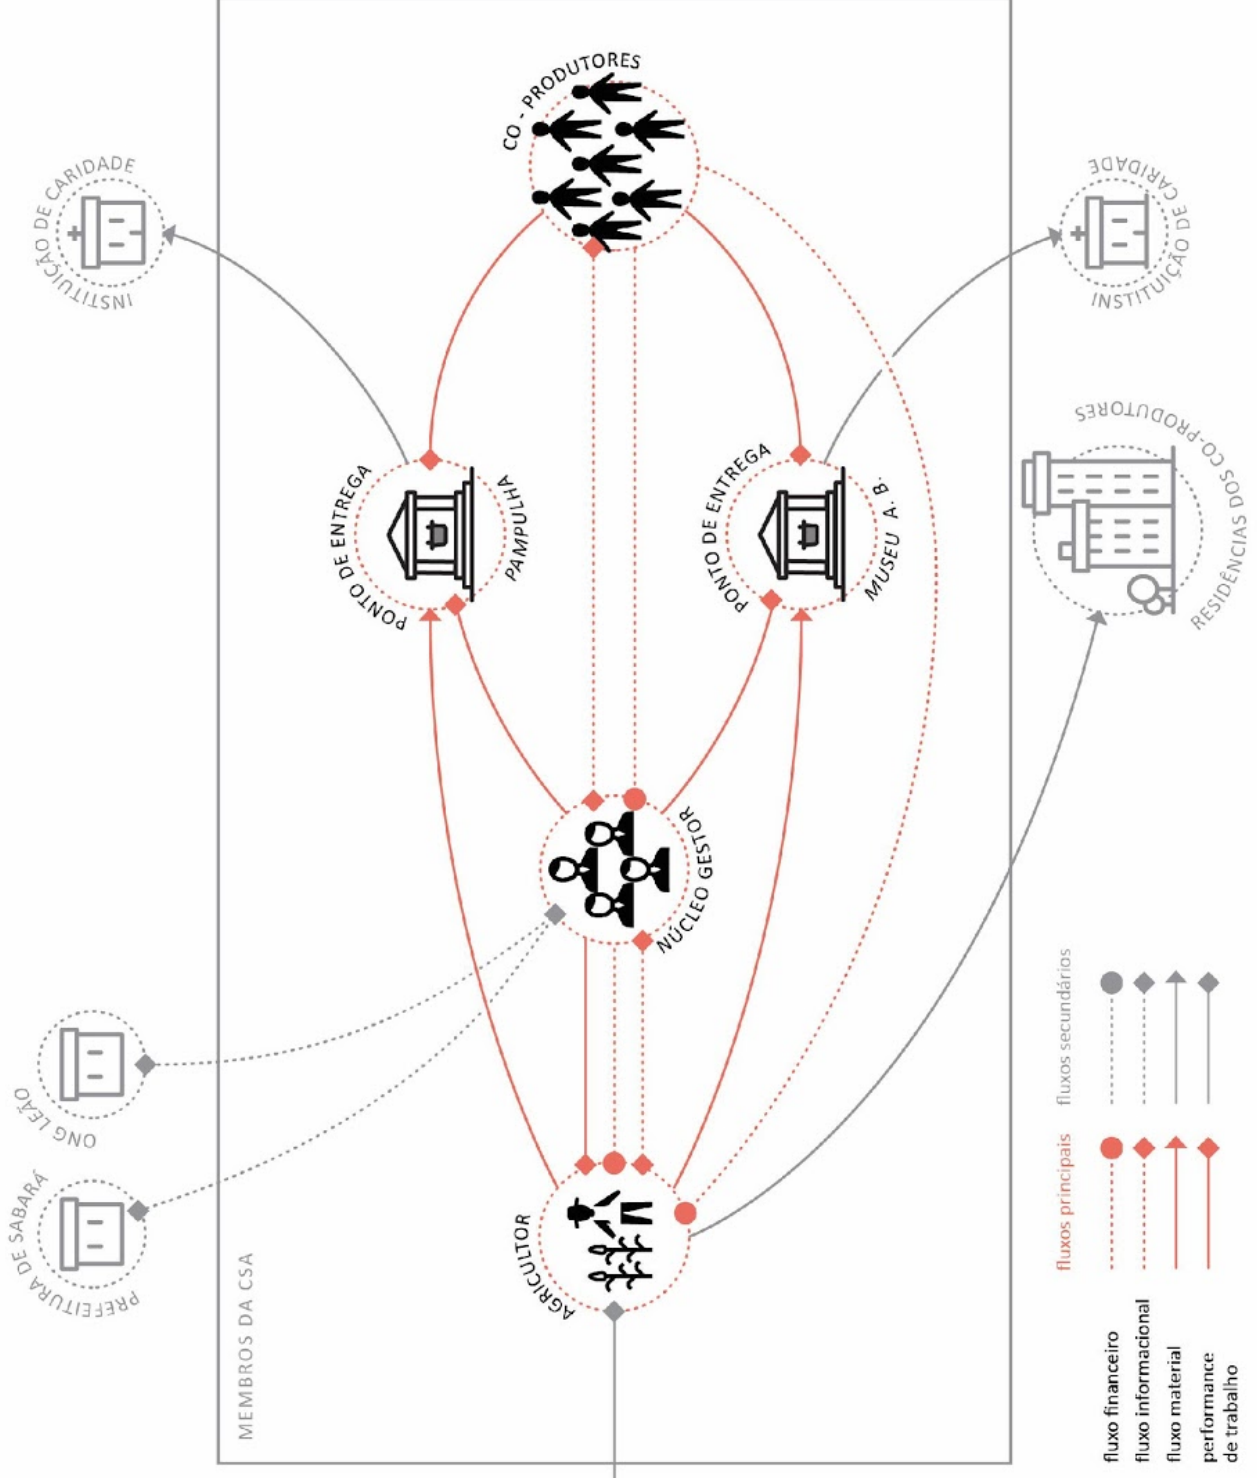 CO - PRODUTORES
INSTITUIÇÃO DE CARIDADE
INSTITUIÇÃO DE CARIDADE
PONTO DE ENTREGA
PAMPULHA
PONTO DE ENTREGA
MUSEU A. B.
RESIDÊNCIAS DOS CO-PRODUTORES
NÚCLEO GESTOR
ONG LEÃO
PREFEITURA DE SABARÁ
AGRICULTOR
MEMBROS DA CSA
fluxos principais
fluxos secundários
fluxo financeiro
fluxo informacional
fluxo material
performance
de trabalho